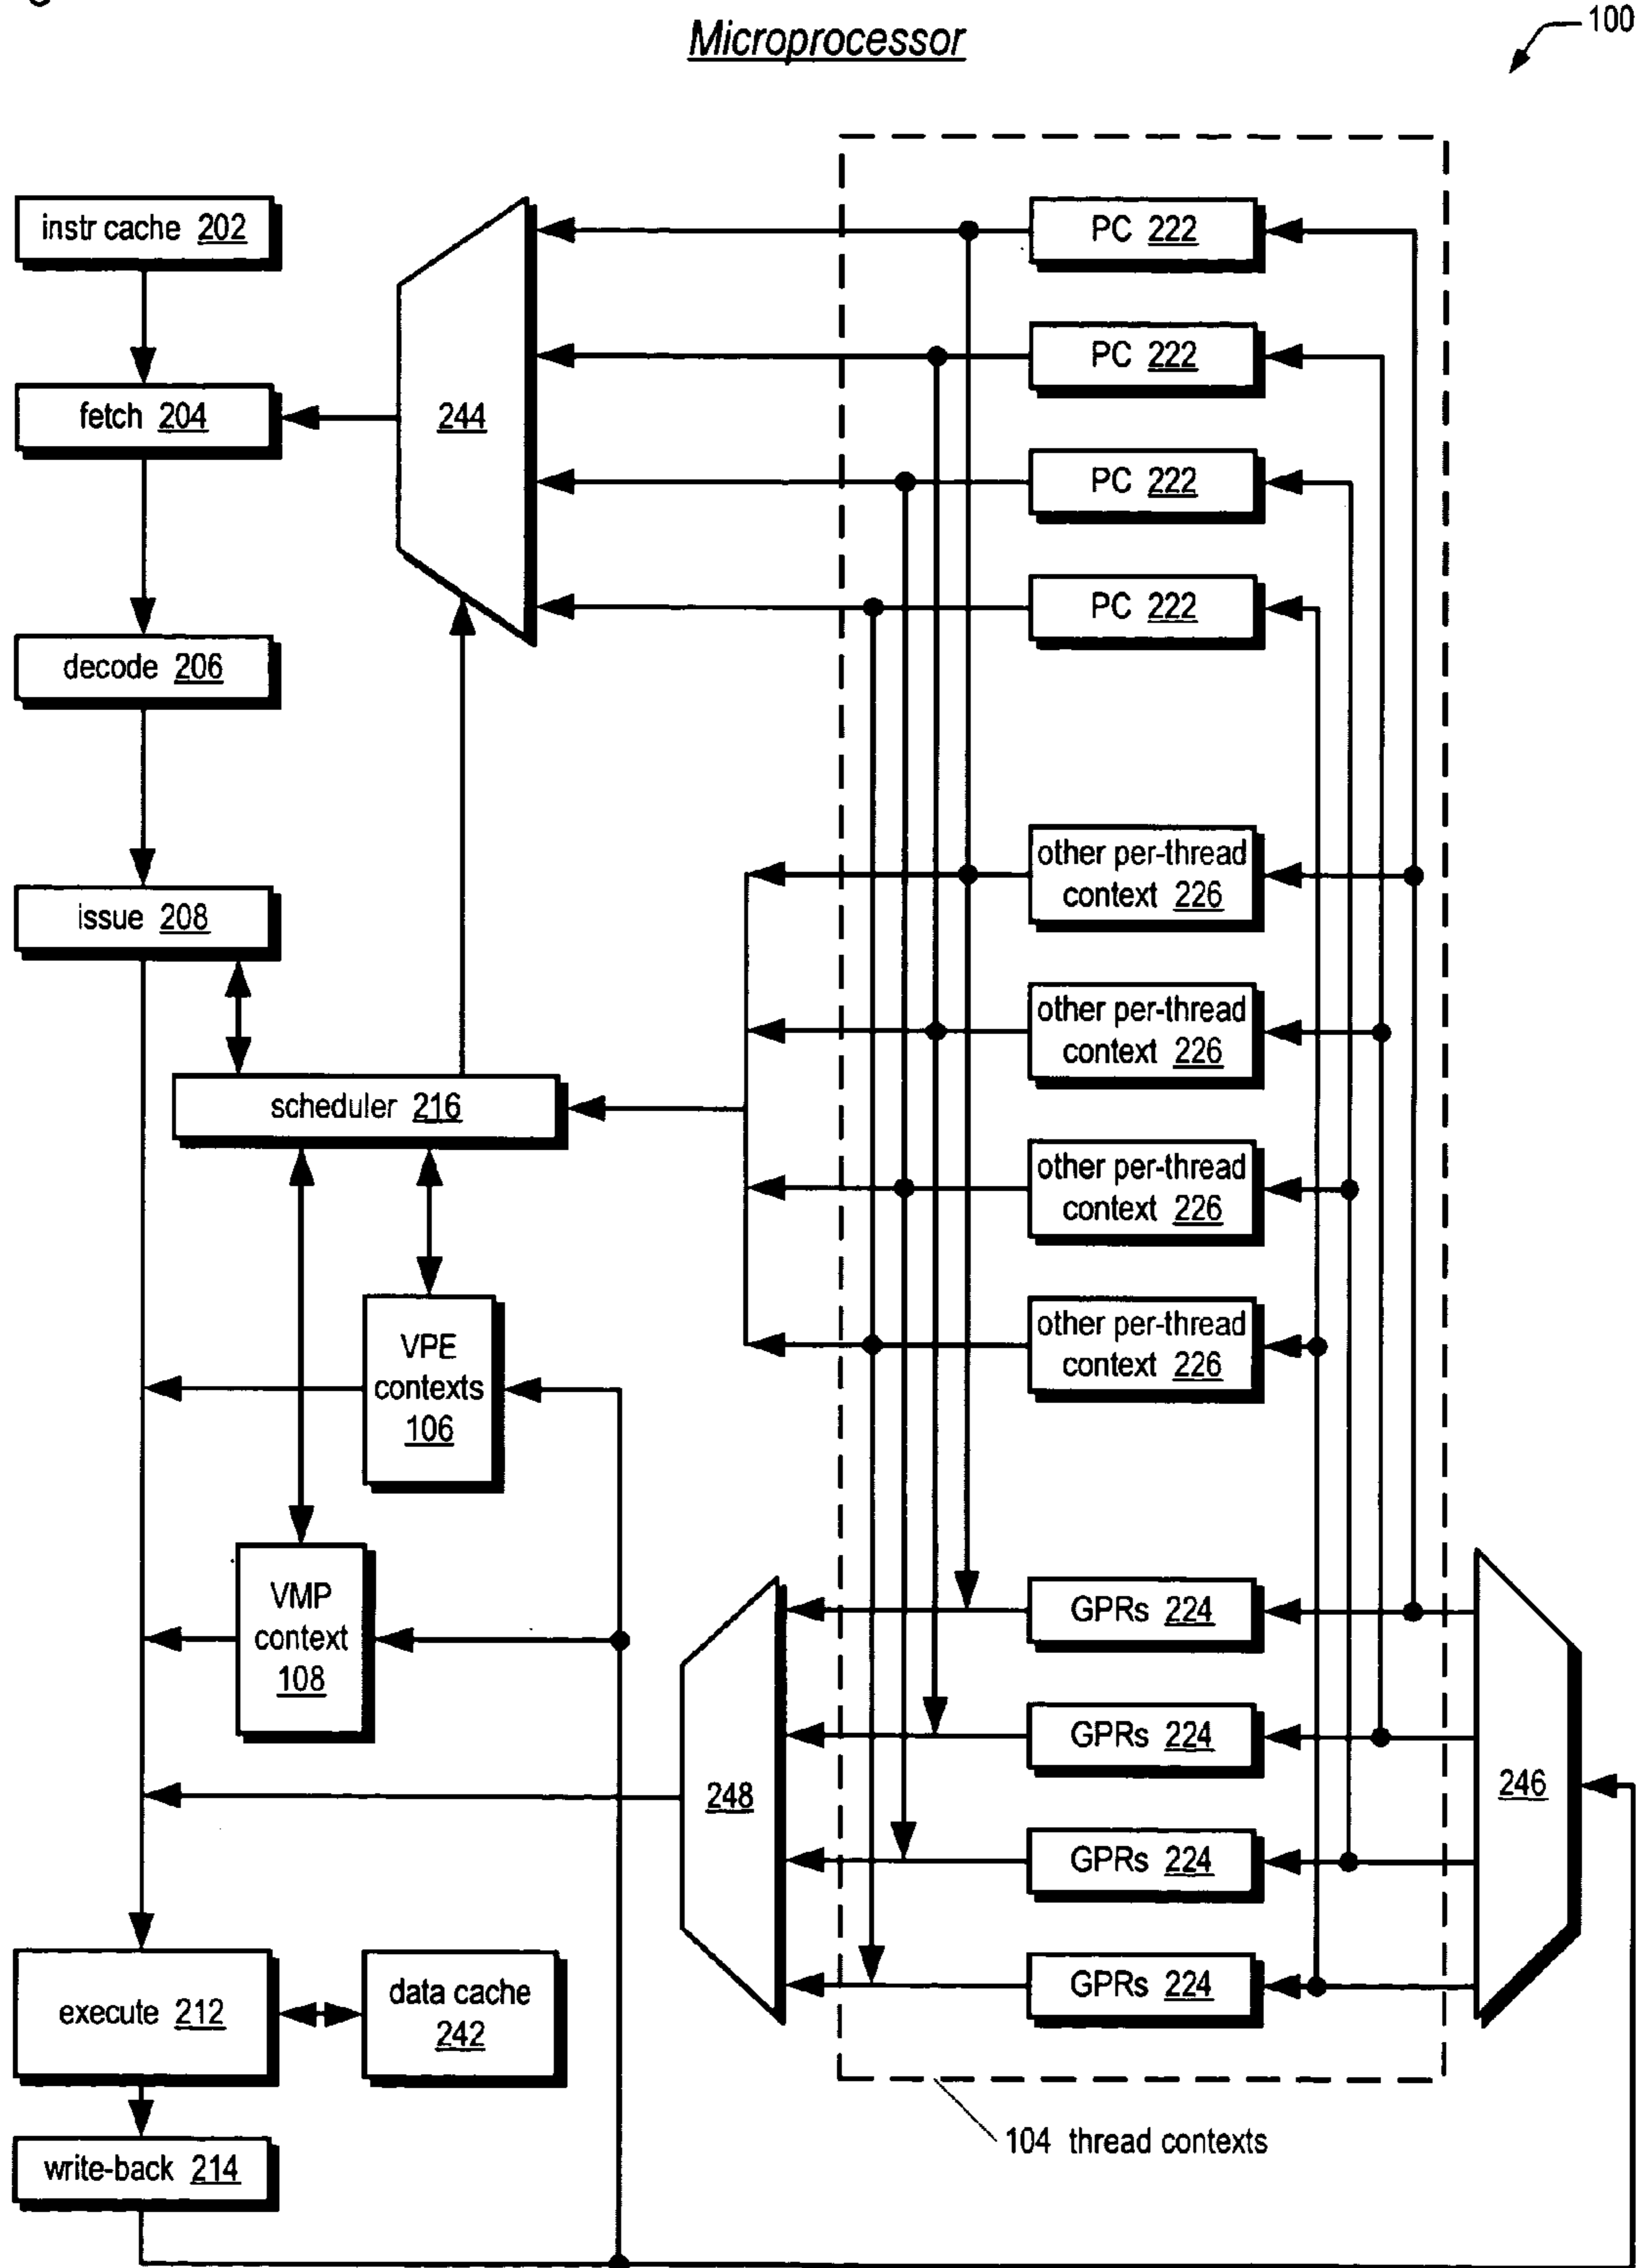 Microprocessor
100
instr cache 202
fetch 204
decode 206
issue 208
244
PC 222
PC 222
PC 222
PC 222
scheduler 216
other per-thread
context 226
other per-thread
context 226
other per-thread
context 226
other per-thread
context 226
VPE
contexts
106
VMP
context
108
248
GPRs 224
GPRs 224
GPRs 224
GPRs 224
246
execute 212
data cache
242
write-back 214
104 thread contexts